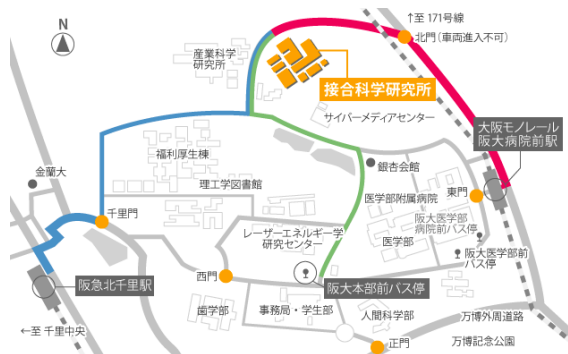 N
↑至 171号線
北門（車両進入不可）
産業科学
研究所
接合科学研究所
サイバーメディアセンター
大阪モノレール
阪大病院前駅
福利厚生棟
銀杏会館
金蘭大
理工学図書館
医学部附属病院
東門
千里門
阪大医学部
病院前バス停
レーザーエネルギー学
研究センター
医学部
阪大医学部前
バス停
西門
阪急北千里駅
阪大本部前バス停
歯学部
事務局・学生部
人間科学部
万博外周道路
←至 千里中央
正門
万博記念公園